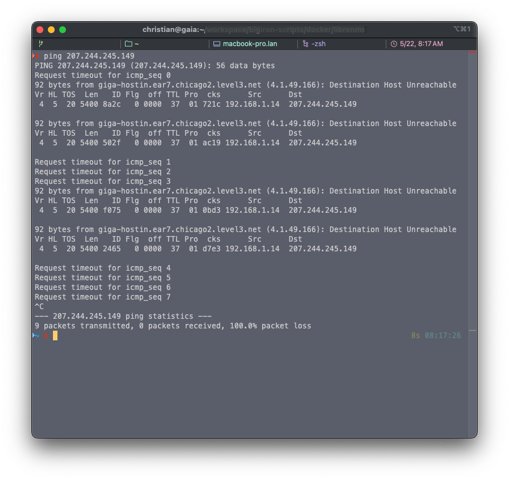 christian@gaia:~/
⌥⌘1
~
macbook-pro.lan
-zsh
5/22, 8:17 AM
ping 207.244.245.149
PING 207.244.245.149 (207.244.245.149): 56 data bytes
Request timeout for icmp_seq 0
92 bytes from giga-hostin.ear7.chicago2.level3.net (4.1.49.166): Destination Host Unreachable
Vr HL TOS  Len   ID Flg  off TTL Pro  cks      Src      Dst
 4  5  20 5400 8a2c   0 0000  37  01 721c 192.168.1.14  207.244.245.149
92 bytes from giga-hostin.ear7.chicago2.level3.net (4.1.49.166): Destination Host Unreachable
Vr HL TOS  Len   ID Flg  off TTL Pro  cks      Src      Dst
 4  5  20 5400 502f   0 0000  37  01 ac19 192.168.1.14  207.244.245.149
Request timeout for icmp_seq 1
Request timeout for icmp_seq 2
Request timeout for icmp_seq 3
92 bytes from giga-hostin.ear7.chicago2.level3.net (4.1.49.166): Destination Host Unreachable
Vr HL TOS  Len   ID Flg  off TTL Pro  cks      Src      Dst
 4  5  20 5400 f075   0 0000  37  01 0bd3 192.168.1.14  207.244.245.149
92 bytes from giga-hostin.ear7.chicago2.level3.net (4.1.49.166): Destination Host Unreachable
Vr HL TOS  Len   ID Flg  off TTL Pro  cks      Src      Dst
 4  5  20 5400 2465   0 0000  37  01 d7e3 192.168.1.14  207.244.245.149
Request timeout for icmp_seq 4
Request timeout for icmp_seq 5
Request timeout for icmp_seq 6
Request timeout for icmp_seq 7
^C
--- 207.244.245.149 ping statistics ---
9 packets transmitted, 0 packets received, 100.0% packet loss
8s 08:17:26